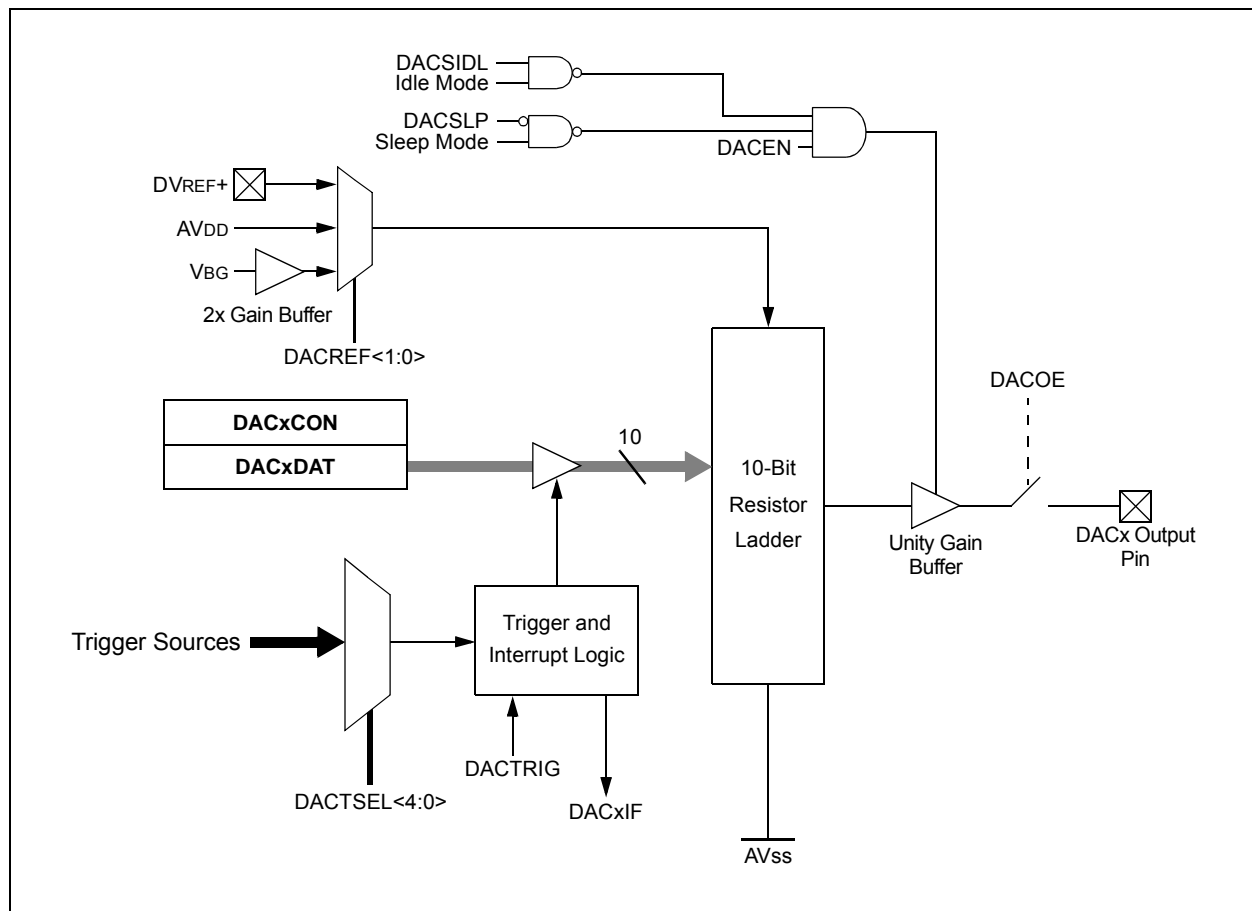 DACSIDL
Idle Mode
DACSLP
Sleep Mode
DACEN
DVREF+
AVDD
VBG
2x Gain Buffer
DACREF<1:0>
DACOE
DACxCON
DACxDAT
10
10-Bit
Resistor
Ladder
Unity Gain
Buffer
DACx Output
Pin
Trigger Sources
Trigger and
Interrupt Logic
DACTRIG
DACTSEL<4:0>
DACxIF
AVss